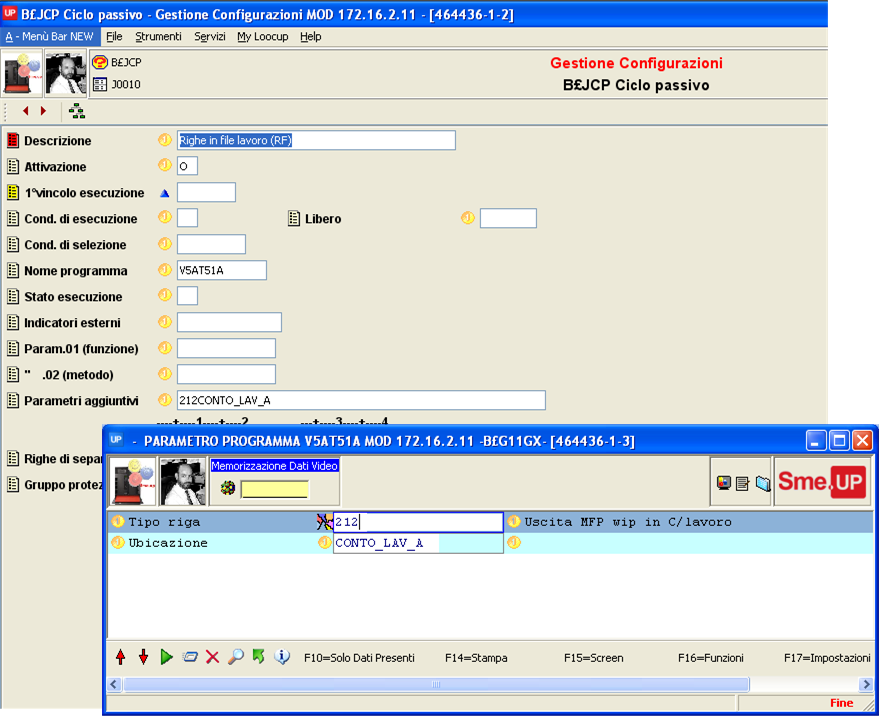 UP B£JCP Ciclo passivo - Gestione Configurazioni MOD 172.16.2.11 - [464436-1-2]
A - Menù Bar NEW File Strumenti Servizi My Loocup Help
B£JCP
J0010
Gestione Configurazioni
B£JCP Ciclo passivo
Descrizione Righe in file lavoro (RF)
Attivazione O
1°vincolo esecuzione
Cond. di esecuzione Libero
Cond. di selezione
Nome programma V5AT51A
Stato esecuzione
Indicatori esterni
Param.01 (funzione)
" .02 (metodo)
Parametri aggiuntivi 212CONTO_LAV_A
....+....1....+....2 ...+....3....+....4
Righe di separ
Gruppo protez
UP - PARAMETRO PROGRAMMA V5AT51A MOD 172.16.2.11 -B£G11GX- [464436-1-3]
Memorizzazione Dati Video
Sme.UP
Tipo riga 212 Uscita MFP wip in C/lavoro
Ubicazione CONTO_LAV_A
F10=Solo Dati Presenti F14=Stampa F15=Screen F16=Funzioni F17=Impostazioni
Fine